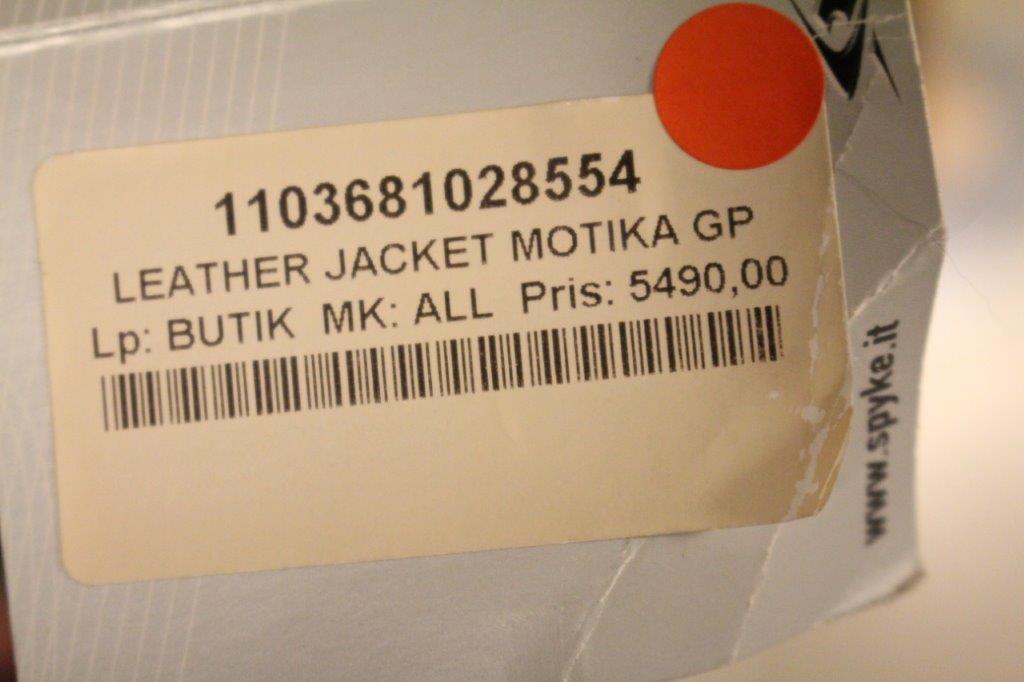 1103681028554
LEATHER JACKET MOTIKA GP
Lp: BUTIK MK: ALL Pris: 5490,00
www.spyke.it